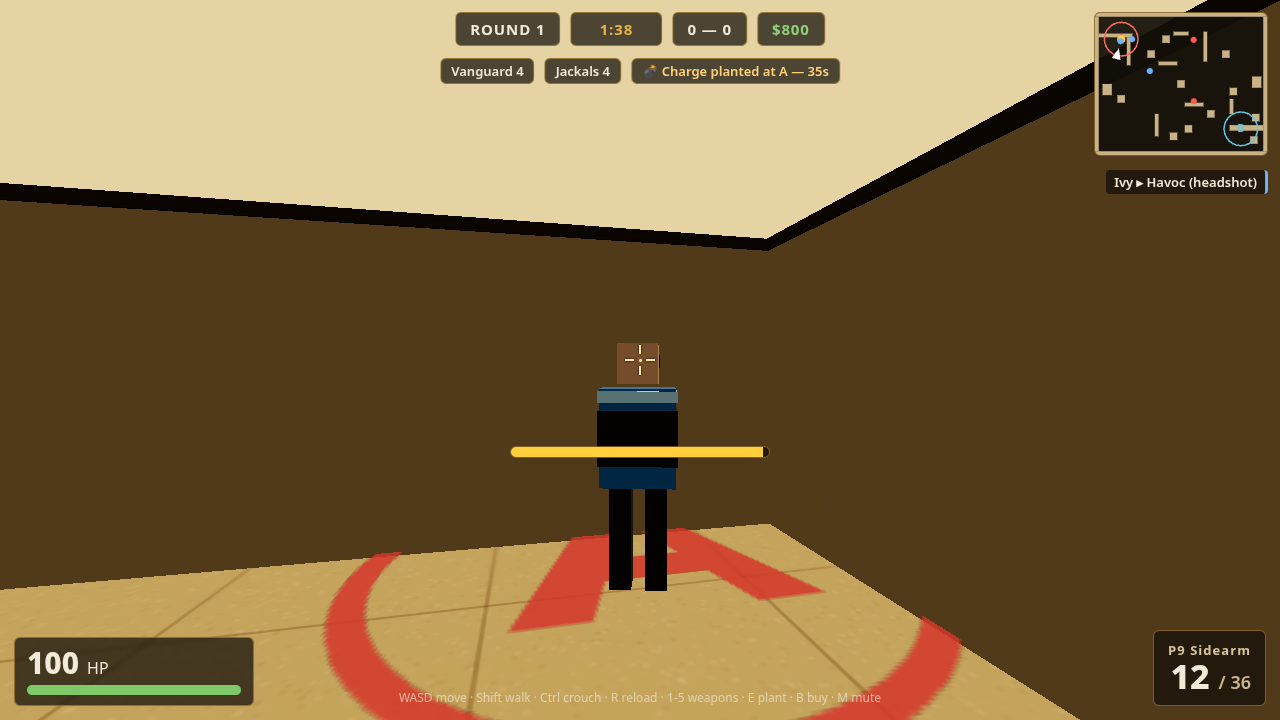 ROUND 1
1:38
0 — 0
$800
Vanguard 4
Jackals 4
💣 Charge planted at A — 35s
Ivy ▸ Havoc (headshot)
A
100 HP
P9 Sidearm
12 / 36
WASD move · Shift walk · Ctrl crouch · R reload · 1-5 weapons · E plant · B buy · M mute